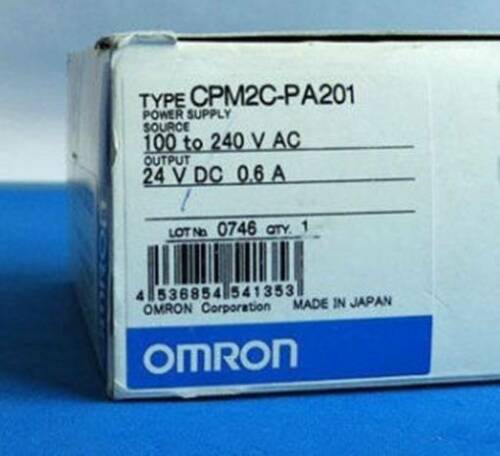 TYPE CPM2C-PA201
POWER SUPPLY
SOURCE
100 to 240 V AC
OUTPUT
24 V DC 0.6 A
LOT No. 0746 QTY. 1
4 536854 541353
OMRON Corporation MADE IN JAPAN
OMRON
OMRON